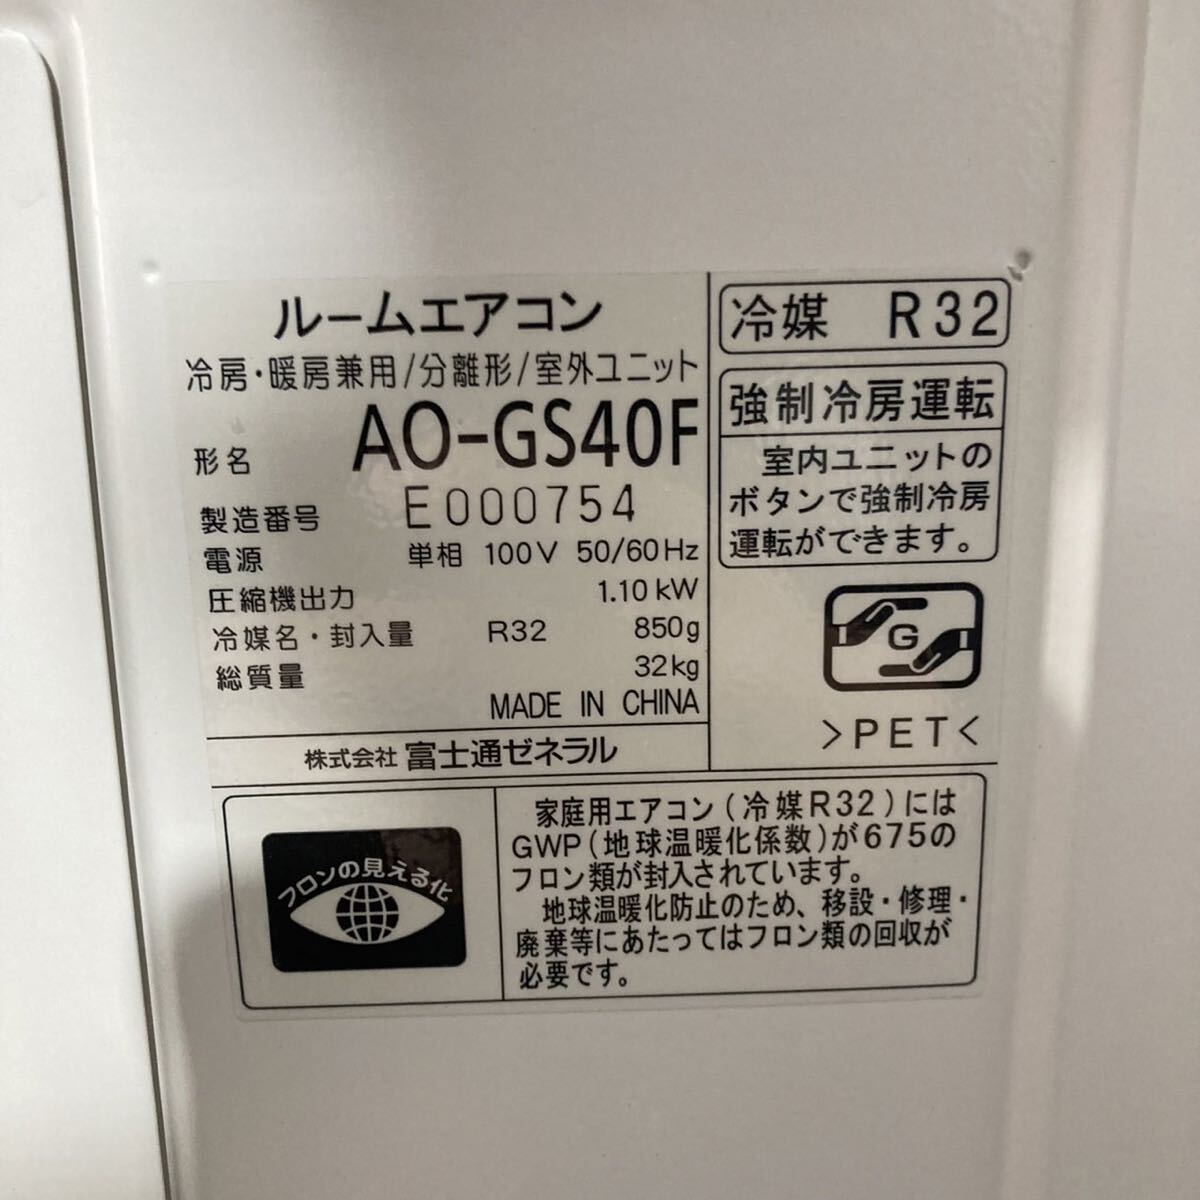 ルームエアコン
冷房・暖房兼用/分離形/室外ユニット
形名 AO-GS40F
製造番号 E000754
電源 単相 100V 50/60Hz
圧縮機出力 1.10kW
冷媒名・封入量 R32 850g
総質量 32kg
MADE IN CHINA
株式会社 富士通ゼネラル
冷媒 R32
強制冷房運転
室内ユニットの
ボタンで強制冷房
運転ができます。
G
>PET<
フロンの見える化
家庭用エアコン(冷媒R32)には
GWP(地球温暖化係数)が675の
フロン類が封入されています。
地球温暖化防止のため、移設・修理・
廃棄等にあたってはフロン類の回収が
必要です。